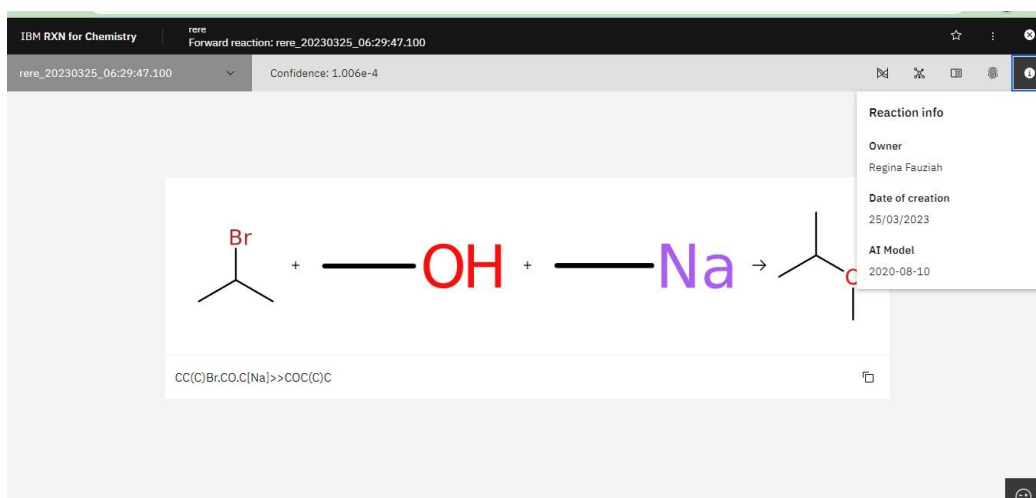 IBM RXN for Chemistry
rere
Forward reaction: rere_20230325_06:29:47.100
rere_20230325_06:29:47.100
Confidence: 1.006e-4
Reaction info
Owner
Regina Fauziah
Date of creation
25/03/2023
AI Model
2020-08-10
Br
+
OH
+
Na
→
O
CC(C)Br.CO.C[Na]>>COC(C)C